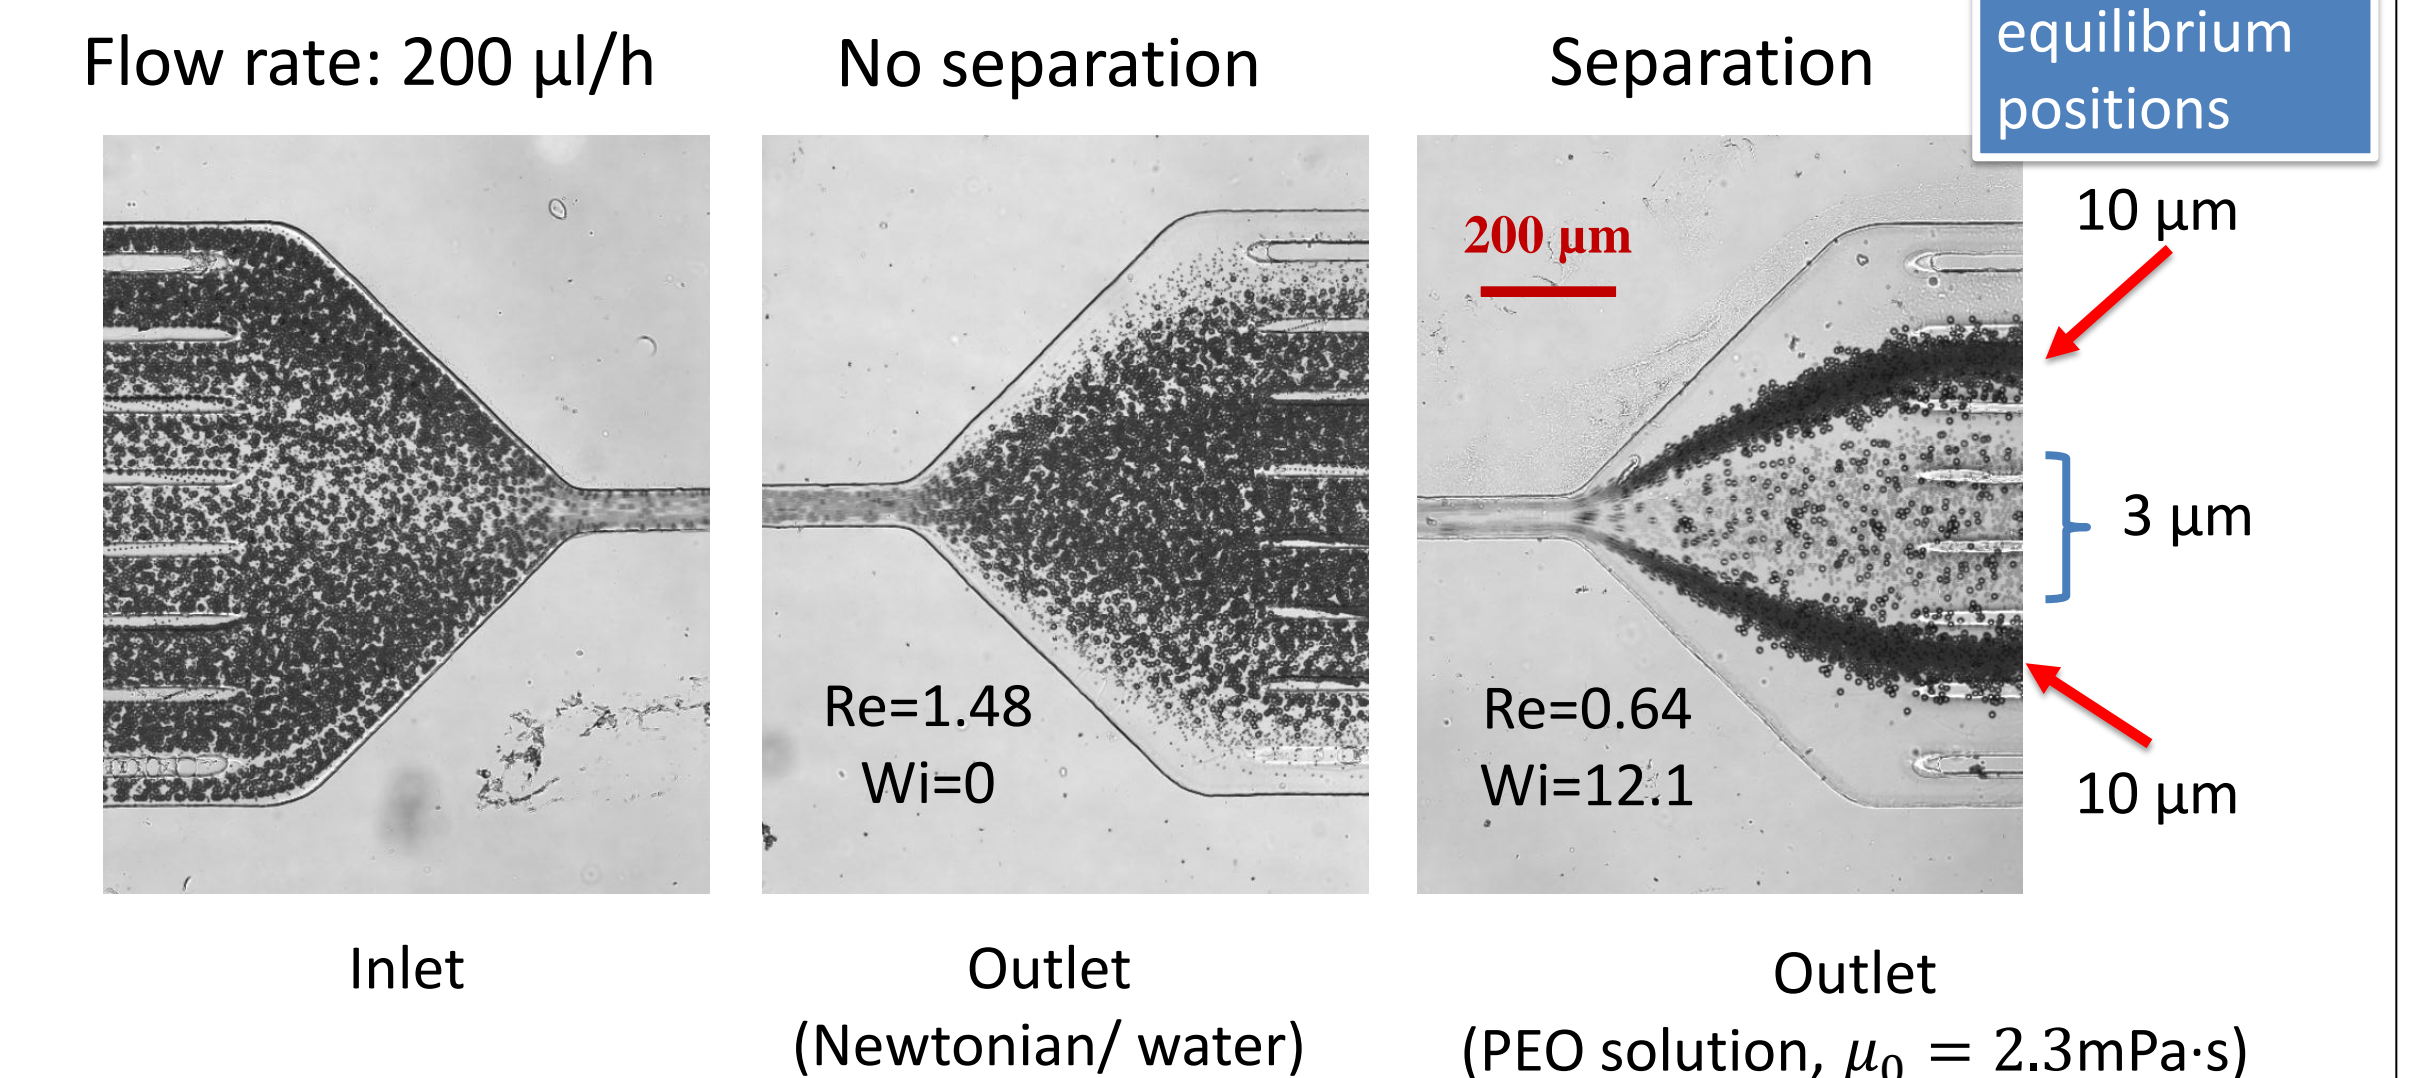 Flow rate: 200 µl/h
No separation
Separation
equilibrium
positions
200 µm
10 µm
3 µm
10 µm
Re=1.48
Wi=0
Re=0.64
Wi=12.1
Inlet
Outlet
(Newtonian/ water)
Outlet
(PEO solution, 𝜇₀ = 2.3mPa·s)